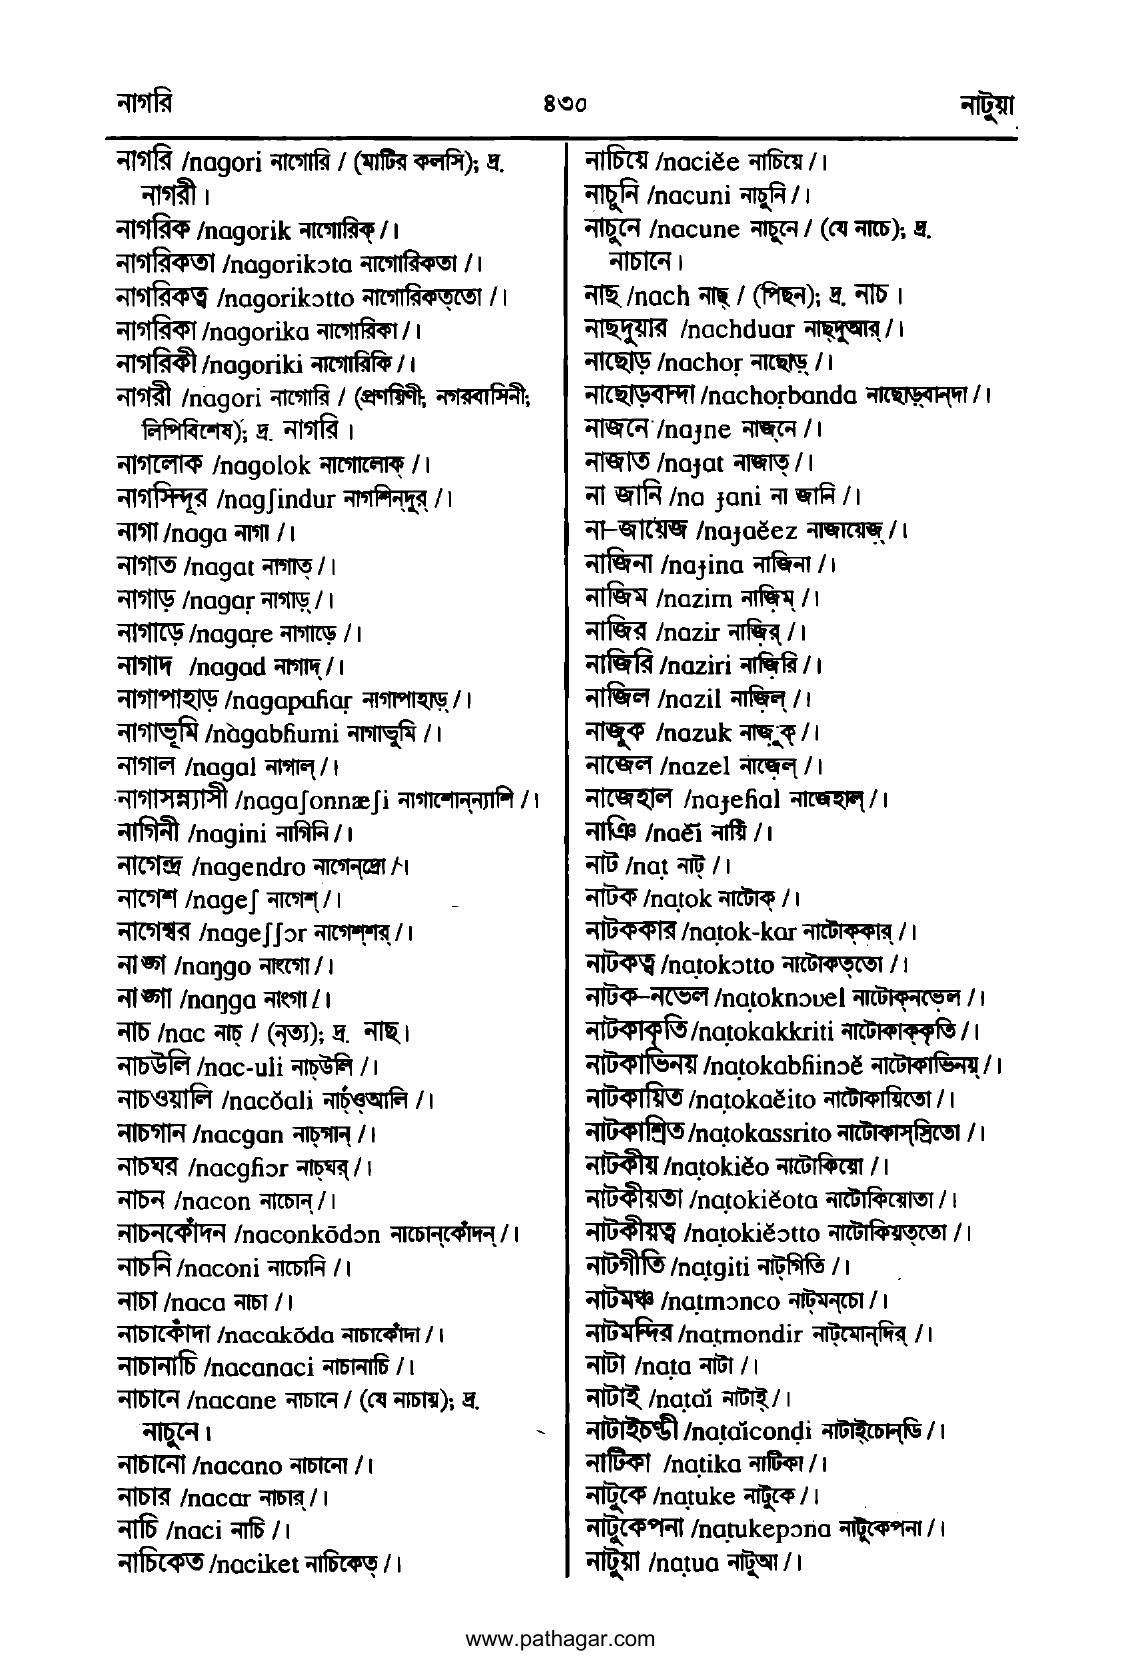 নাগরি ৪৩০ নাটুয়া
নাগরি /nagori নাগোরি / (মাটির কলসি); দ্র.
নাগরী।
নাগরিক /nagorik নাগোরিক্ /।
নাগরিকতা /nagorikɔta নাগোরিকতা /।
নাগরিকত্ব /nagorikɔtto নাগোরিকত্‌তো /।
নাগরিকা /nagorika নাগোরিকা /।
নাগরিকী /nagoriki নাগোরিকি /।
নাগরী /nagori নাগোরি / (প্রণয়িণী; নগরবাসিনী;
লিপিবিশেষ); দ্র. নাগরি।
নাগলোক /nagolok নাগোলোক্ /।
নাগসিন্দূর /nagʃindur নাগশিন্‌দুর্ /।
নাগা /naga নাগা /।
নাগাত /nagat নাগাত্ /।
নাগাড় /nagaṛ নাগাড়্ /।
নাগাড়ে /nagaṛe নাগাড়ে /।
নাগাদ /nagad নাগাদ্ /।
নাগাপাহাড় /nagapaɦaṛ নাগাপাহাড়্ /।
নাগাভূমি /nagabɦumi নাগাভুমি /।
নাগাল /nagal নাগাল্ /।
নাগাসন্ন্যাসী /nagaʃonnæʃi নাগাশোন্‌ন্যাশি /।
নাগিনী /nagini নাগিনি /।
নাগেন্দ্র /nagendro নাগেন্‌দ্রো /।
নাগেশ /nageʃ নাগেশ্ /।
নাগেশ্বর /nageʃʃɔr নাগেশ্‌শর্ /।
নাঙ্গ /naŋgo নাংগো /।
নাঙ্গা /naŋga নাংগা /।
নাচ /nac নাচ্ / (নৃত্য); দ্র. নাছ।
নাচউলি /nac-uli নাচ্‌উলি /।
নাচওয়ালি /nacŏali নাচ্‌ও্আলি /।
নাচগান /nacgan নাচ্‌গান্ /।
নাচঘর /nacgɦɔr নাচ্‌ঘর্ /।
নাচন /nacon নাচোন্ /।
নাচনকোঁদন /naconkõdɔn নাচোন্‌কোঁদন্ /।
নাচনি /naconi নাচোনি /।
নাচা /naca নাচা /।
নাচাকোঁদা /nacakõda নাচাকোঁদা /।
নাচানাচি /nacanaci নাচানাচি /।
নাচানে /nacane নাচানে / (যে নাচায়); দ্র.
নাচুনে।
নাচানো /nacano নাচানো /।
নাচার /nacar নাচার্ /।
নাচি /naci নাচি /।
নাচিকেত /naciket নাচিকেত্ /।
নাচিয়ে /naciĕe নাচিয়ে /।
নাচুনি /nacuni নাচুনি /।
নাচুনে /nacune নাচুনে / (যে নাচে); দ্র.
নাচানে।
নাছ /nach নাছ্ / (পিছন); দ্র. নাচ।
নাছদুয়ার /nachduar নাছ্‌দুআর্ /।
নাছোড় /nachoṛ নাছোড়্ /।
নাছোড়বান্দা /nachoṛbanda নাছোড়্‌বান্‌দা /।
নাজনে /naɟne নাজ্‌নে /।
নাজাত /naɟat নাজাত্ /।
না জানি /na ɟani না জানি /।
না-জায়েজ /naɟaĕez নাজায়েজ়্ /।
নাজিনা /naɟina নাজিনা /।
নাজিম /nazim নাজ়িম্ /।
নাজির /nazir নাজ়ির্ /।
নাজিরি /naziri নাজ়িরি /।
নাজিল /nazil নাজ়িল্ /।
নাজুক /nazuk নাজ়ুক্ /।
নাজেল /nazel নাজ়েল্ /।
নাজেহাল /naɟeɦal নাজেহাল্ /।
নাঞি /naẽĩ নায়িঁ /।
নাট /naṭ নাট্ /।
নাটক /naṭok নাটোক্ /।
নাটককার /naṭok-kar নাটোক্‌কার্ /।
নাটকত্ব /naṭokɔtto নাটোকত্‌তো /।
নাটক-নভেল /naṭoknɔʋel নাটোক্‌নভ়েল /।
নাটকাকৃতি /naṭokakkriti নাটোকাক্‌কৃতি /।
নাটকাভিনয় /naṭokabɦinɔĕ নাটোকাভিনয়্ /।
নাটকায়িত /naṭokaĕito নাটোকায়িতো /।
নাটকাশ্রিত /naṭokassrito নাটোকাস্‌স্রিতো /।
নাটকীয় /naṭokiĕo নাটোকিয়ো /।
নাটকীয়তা /naṭokiĕota নাটোকিয়োতা /।
নাটকীয়ত্ব /naṭokiĕɔtto নাটোকিয়ত্‌তো /।
নাটগীতি /naṭgiti নাট্‌গিতি /।
নাটমঞ্চ /naṭmɔnco নাট্‌মন্‌চো /।
নাটমন্দির /naṭmondir নাট্‌মোন্‌দির্ /।
নাটা /naṭa নাটা /।
নাটাই /naṭaĭ নাটাই্ /।
নাটাইচণ্ডী /naṭaĭconḍi নাটাই্‌চোন্‌ডি /।
নাটিকা /naṭika নাটিকা /।
নাটুকে /naṭuke নাটুকে /।
নাটুকেপনা /naṭukepɔna নাটুকেপনা /।
নাটুয়া /naṭua নাটুআ /।
www.pathagar.com